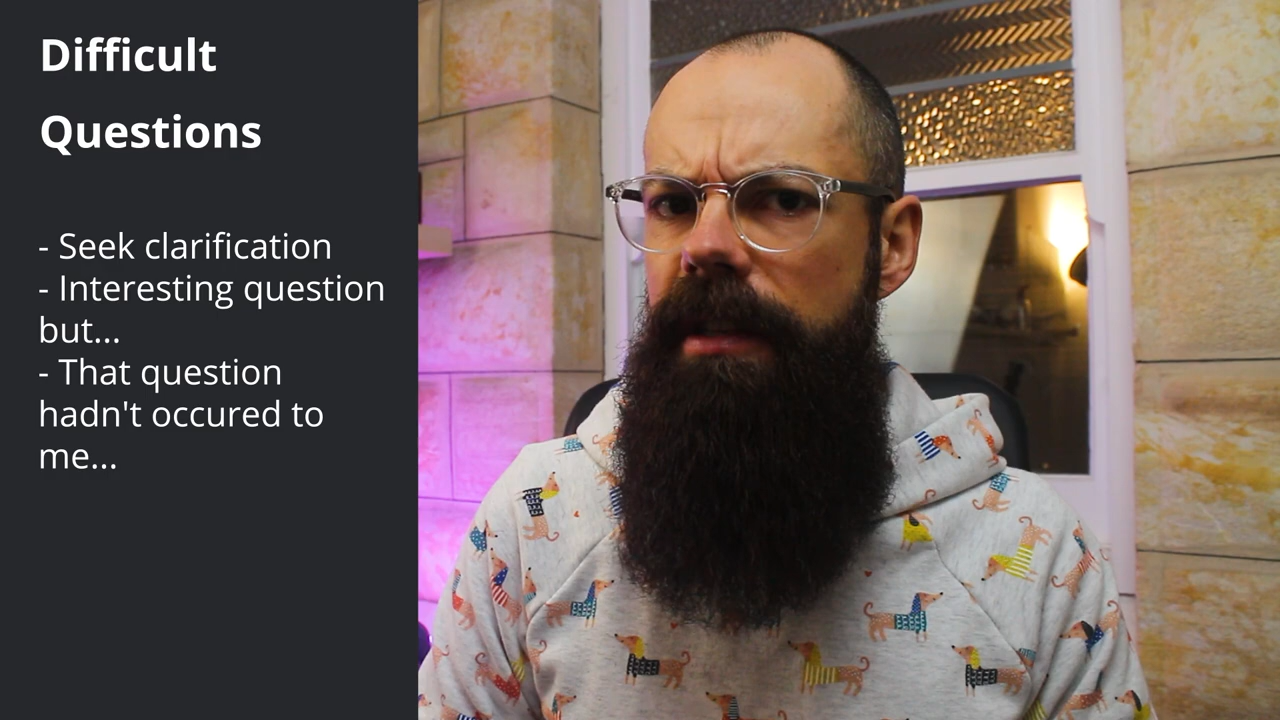 Difficult
Questions
- Seek clarification
- Interesting question
but...
- That question
hadn't occured to
me...